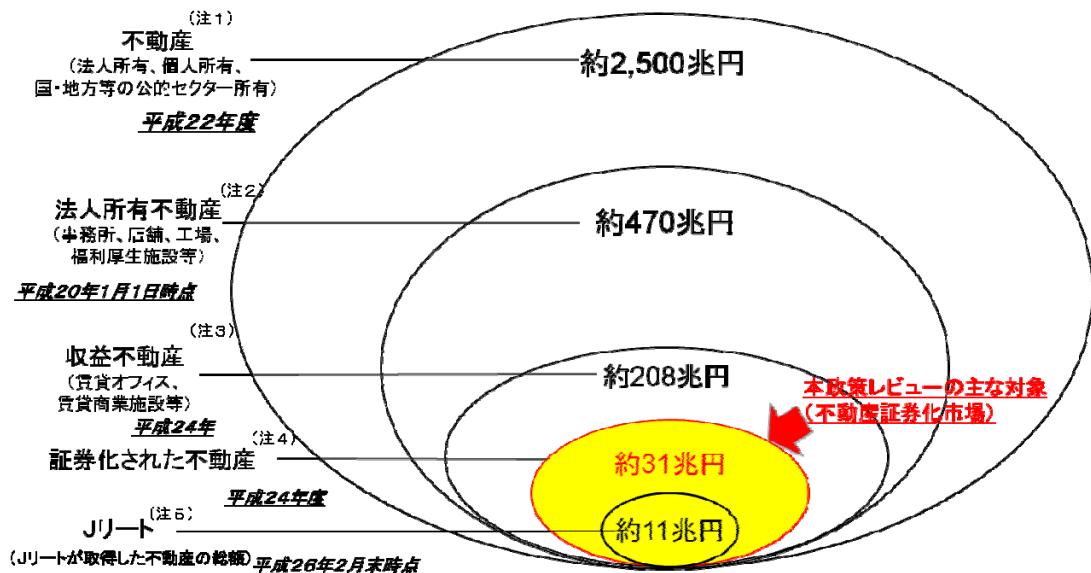 (注1)
不動産
(法人所有、個人所有、
国・地方等の公的セクター所有)
平成22年度
約2,500兆円
(注2)
法人所有不動産
(事務所、店舗、工場、
福利厚生施設等)
平成20年1月1日時点
約470兆円
(注3)
収益不動産
(賃貸オフィス、
賃貸商業施設等)
平成24年
約208兆円
本政策レビューの主な対象
(不動産証券化市場)
(注4)
証券化された不動産
平成24年度
約31兆円
Jリート(注5)
(Jリートが取得した不動産の総額)
平成26年2月末時点
約11兆円